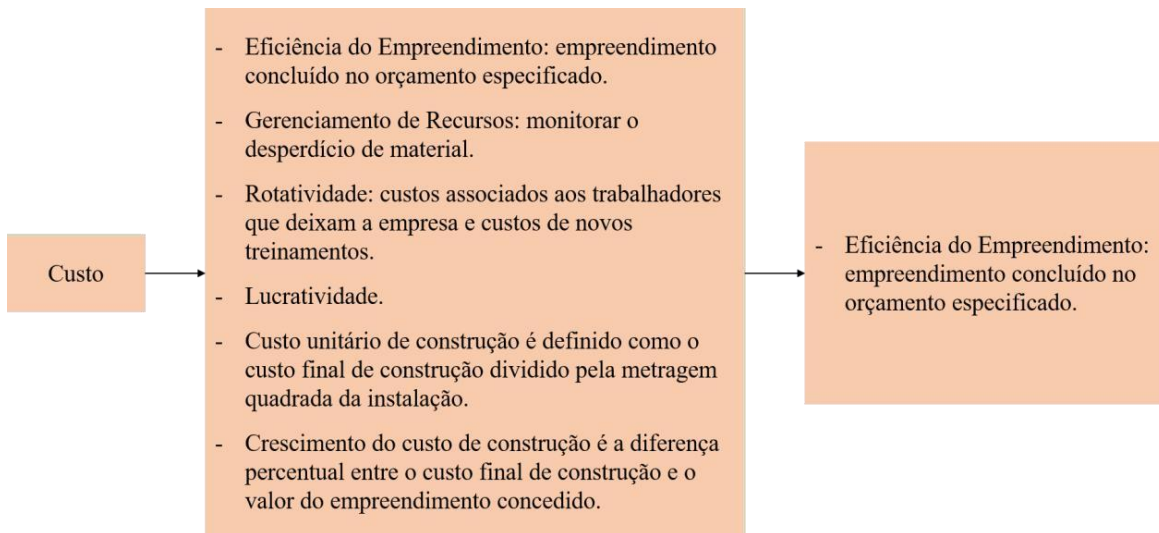 Custo
- Eficiência do Empreendimento: empreendimento
concluído no orçamento especificado.
- Gerenciamento de Recursos: monitorar o
desperdício de material.
- Rotatividade: custos associados aos trabalhadores
que deixam a empresa e custos de novos
treinamentos.
- Lucratividade.
- Custo unitário de construção é definido como o
custo final de construção dividido pela metragem
quadrada da instalação.
- Crescimento do custo de construção é a diferença
percentual entre o custo final de construção e o
valor do empreendimento concedido.
- Eficiência do Empreendimento:
empreendimento concluído no
orçamento especificado.